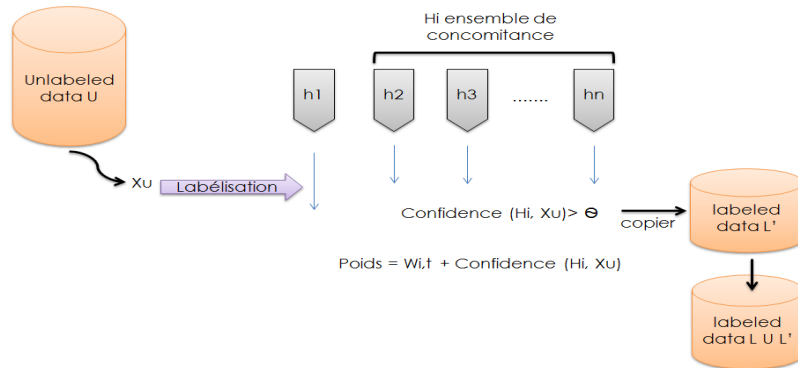 Hi ensemble de
concomitance
Unlabeled
data U
h1
h2
h3
.......
hn
Xu
Labélisation
Confidence (Hi, Xu)> Θ
copier
labeled
data L'
Poids = Wi,t + Confidence (Hi, Xu)
labeled
data L U L'